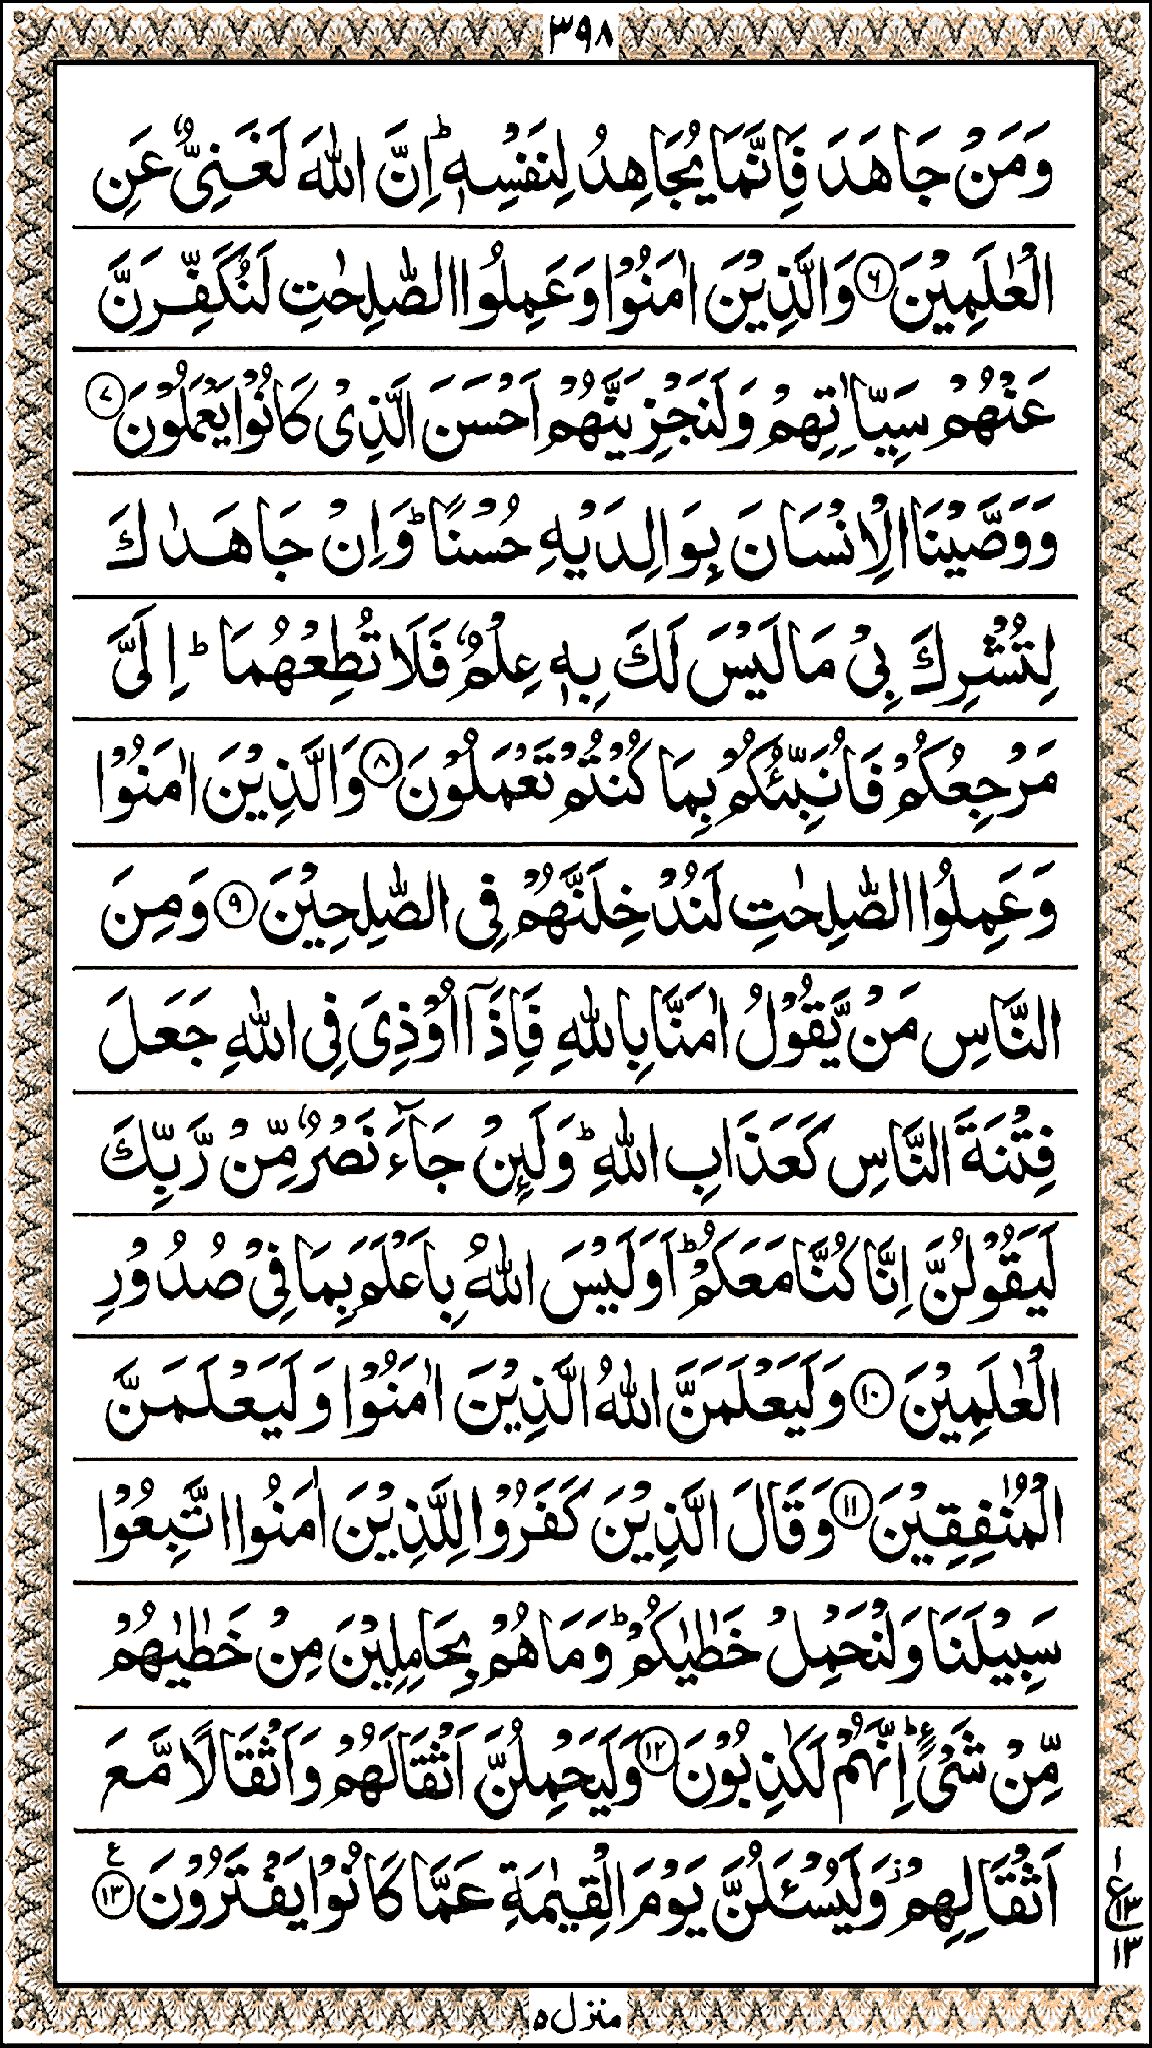 ٣٩٨
وَمَنْ جَاهَدَ فَاِنَّمَا يُجَاهِدُ لِنَفْسِهٖ ؕ اِنَّ اللّٰهَ لَغَنِىٌّ عَنِ
الْعٰلَمِيْنَ ٦ وَالَّذِيْنَ اٰمَنُوْا وَعَمِلُوا الصّٰلِحٰتِ لَنُكَفِّرَنَّ
عَنْهُمْ سَيِّاٰتِهِمْ وَلَنَجْزِيَنَّهُمْ اَحْسَنَ الَّذِىْ كَانُوْا يَعْمَلُوْنَ ٧
وَوَصَّيْنَا الْاِنْسَانَ بِوَالِدَيْهِ حُسْنًا ؕ وَاِنْ جَاهَدٰكَ
لِتُشْرِكَ بِىْ مَا لَيْسَ لَكَ بِهٖ عِلْمٌ فَلَا تُطِعْهُمَا ؕ اِلَىَّ
مَرْجِعُكُمْ فَاُنَبِّئُكُمْ بِمَا كُنْتُمْ تَعْمَلُوْنَ ٨ وَالَّذِيْنَ اٰمَنُوْا
وَعَمِلُوا الصّٰلِحٰتِ لَنُدْخِلَنَّهُمْ فِى الصّٰلِحِيْنَ ٩ وَمِنَ
النَّاسِ مَنْ يَّقُوْلُ اٰمَنَّا بِاللّٰهِ فَاِذَاۤ اُوْذِىَ فِى اللّٰهِ جَعَلَ
فِتْنَةَ النَّاسِ كَعَذَابِ اللّٰهِ ؕ وَلَئِنْ جَآءَ نَصْرٌ مِّنْ رَّبِّكَ
لَيَقُوْلُنَّ اِنَّا كُنَّا مَعَكُمْ ؕ اَوَلَيْسَ اللّٰهُ بِاَعْلَمَ بِمَا فِىْ صُدُوْرِ
الْعٰلَمِيْنَ ١٠ وَلَيَعْلَمَنَّ اللّٰهُ الَّذِيْنَ اٰمَنُوْا وَلَيَعْلَمَنَّ
الْمُنٰفِقِيْنَ ١١ وَقَالَ الَّذِيْنَ كَفَرُوْا لِلَّذِيْنَ اٰمَنُوا اتَّبِعُوْا
سَبِيْلَنَا وَلْنَحْمِلْ خَطٰيٰكُمْ ؕ وَمَا هُمْ بِحَامِلِيْنَ مِنْ خَطٰيٰهُمْ
مِّنْ شَىْءٍ ؕ اِنَّهُمْ لَكٰذِبُوْنَ ١٢ وَلَيَحْمِلُنَّ اَثْقَالَهُمْ وَاَثْقَالًا مَّعَ
اَثْقَالِهِمْ ۡ وَلَيُسْئَلُنَّ يَوْمَ الْقِيٰمَةِ عَمَّا كَانُوْا يَفْتَرُوْنَ ١٣ ع
١
ع ١٣
١٣
منزل ٥